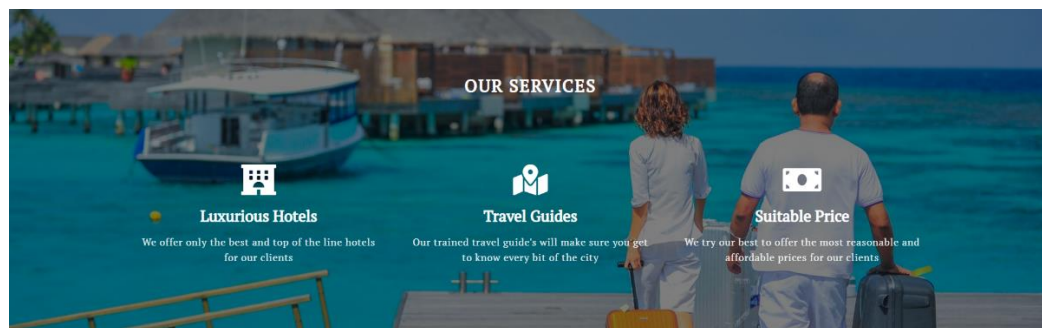 OUR SERVICES
Luxurious Hotels
We offer only the best and top of the line hotels
for our clients
Travel Guides
Our trained travel guide's will make sure you get
to know every bit of the city
Suitable Price
We try our best to offer the most reasonable and
affordable prices for our clients